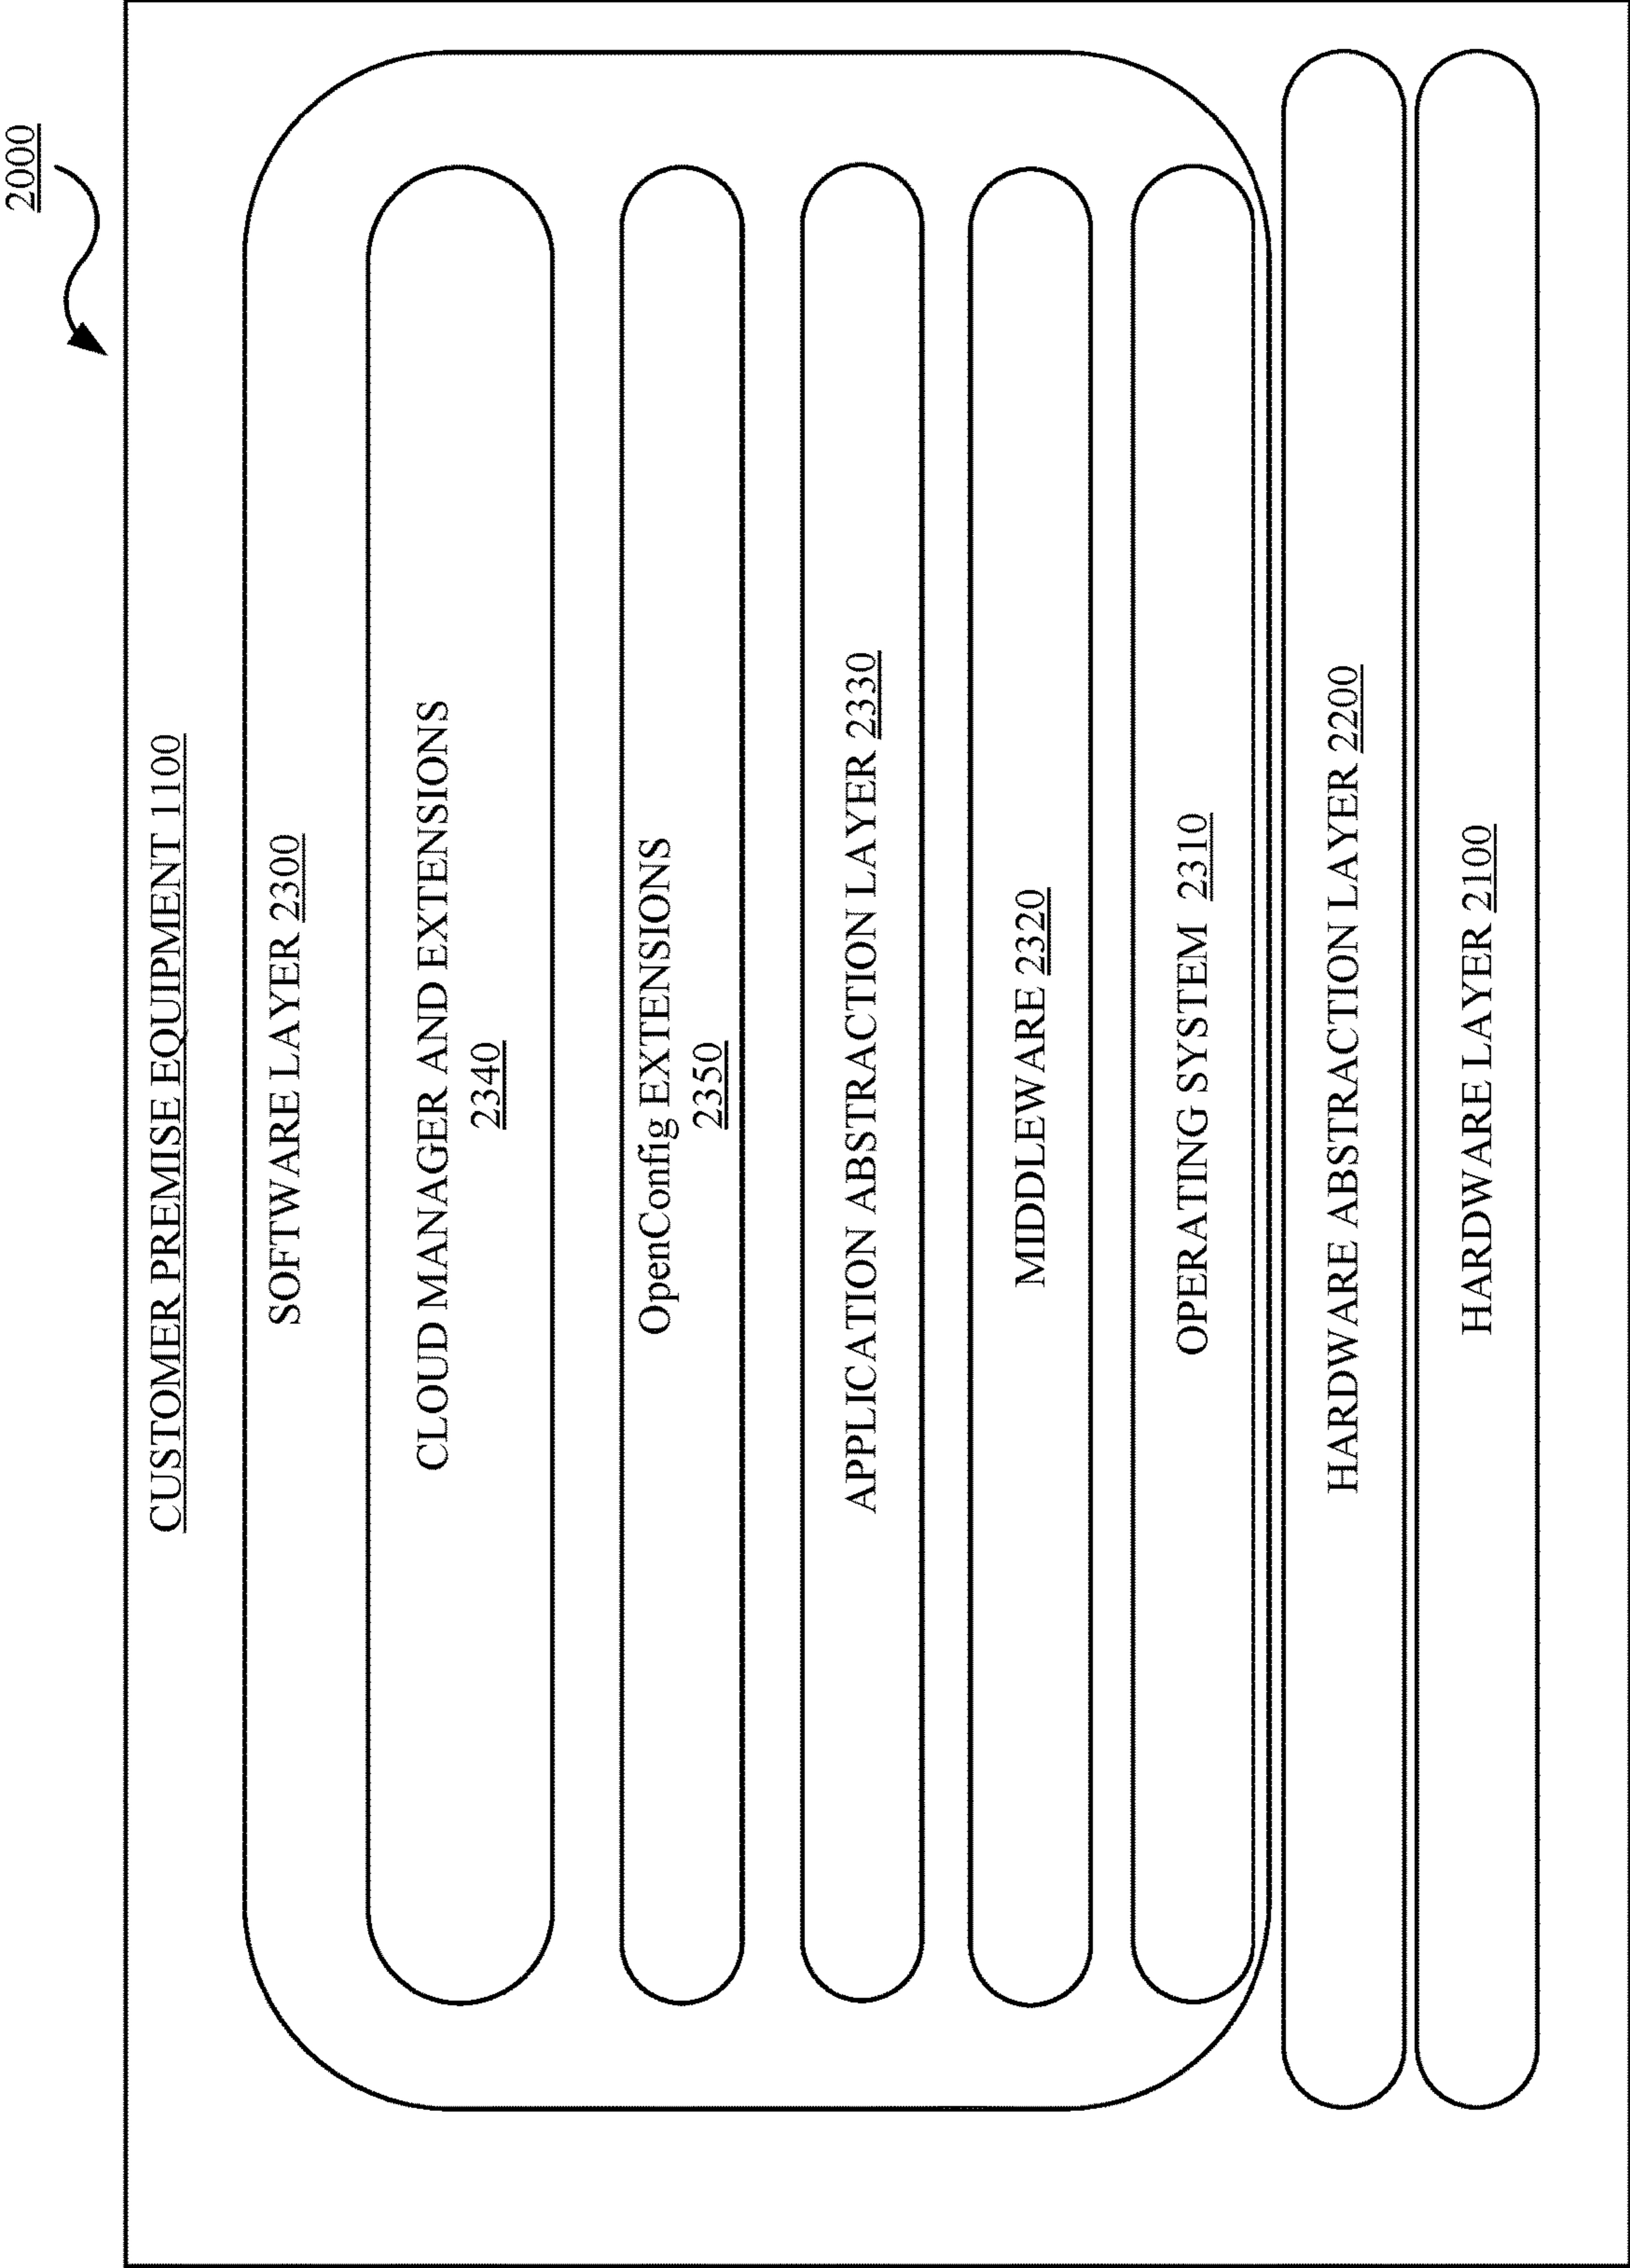 2000
CUSTOMER PREMISE EQUIPMENT 1100
SOFTWARE LAYER 2300
CLOUD MANAGER AND EXTENSIONS
2340
OpenConfig EXTENSIONS
2350
APPLICATION ABSTRACTION LAYER 2330
MIDDLEWARE 2320
OPERATING SYSTEM 2310
HARDWARE ABSTRACTION LAYER 2200
HARDWARE LAYER 2100